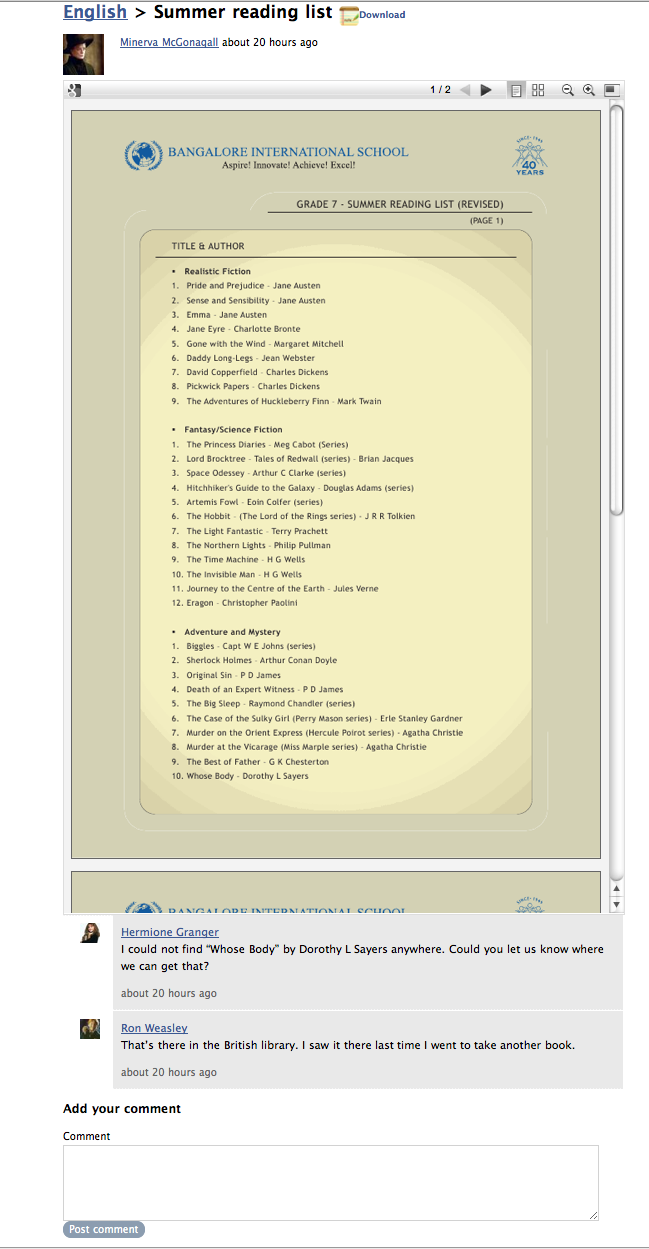 English > Summer reading list Download
Minerva McGonagall about 20 hours ago
1 / 2
BANGALORE INTERNATIONAL SCHOOL
Aspire! Innovate! Achieve! Excel!
SINCE-1969
40
YEARS
GRADE 7 - SUMMER READING LIST (REVISED)
(PAGE 1)
TITLE & AUTHOR
• Realistic Fiction
1. Pride and Prejudice - Jane Austen
2. Sense and Sensibility - Jane Austen
3. Emma - Jane Austen
4. Jane Eyre - Charlotte Bronte
5. Gone with the Wind - Margaret Mitchell
6. Daddy Long-Legs - Jean Webster
7. David Copperfield - Charles Dickens
8. Pickwick Papers - Charles Dickens
9. The Adventures of Huckleberry Finn - Mark Twain
• Fantasy/Science Fiction
1. The Princess Diaries - Meg Cabot (Series)
2. Lord Brocktree - Tales of Redwall (series) - Brian Jacques
3. Space Odessey - Arthur C Clarke (series)
4. Hitchhiker's Guide to the Galaxy - Douglas Adams (series)
5. Artemis Fowl - Eoin Colfer (series)
6. The Hobbit - (The Lord of the Rings series) - J R R Tolkien
7. The Light Fantastic - Terry Prachett
8. The Northern Lights - Philip Pullman
9. The Time Machine - H G Wells
10. The Invisible Man - H G Wells
11. Journey to the Centre of the Earth - Jules Verne
12. Eragon - Christopher Paolini
• Adventure and Mystery
1. Biggles - Capt W E Johns (series)
2. Sherlock Holmes - Arthur Conan Doyle
3. Original Sin - P D James
4. Death of an Expert Witness - P D James
5. The Big Sleep - Raymond Chandler (series)
6. The Case of the Sulky Girl (Perry Mason series) - Erle Stanley Gardner
7. Murder on the Orient Express (Hercule Poirot series) - Agatha Christie
8. Murder at the Vicarage (Miss Marple series) - Agatha Christie
9. The Best of Father - G K Chesterton
10. Whose Body - Dorothy L Sayers
BANGALORE INTERNATIONAL SCHOOL
Hermione Granger
I could not find “Whose Body” by Dorothy L Sayers anywhere. Could you let us know where
we can get that?
about 20 hours ago
Ron Weasley
That's there in the British library. I saw it there last time I went to take another book.
about 20 hours ago
Add your comment
Comment
Post comment